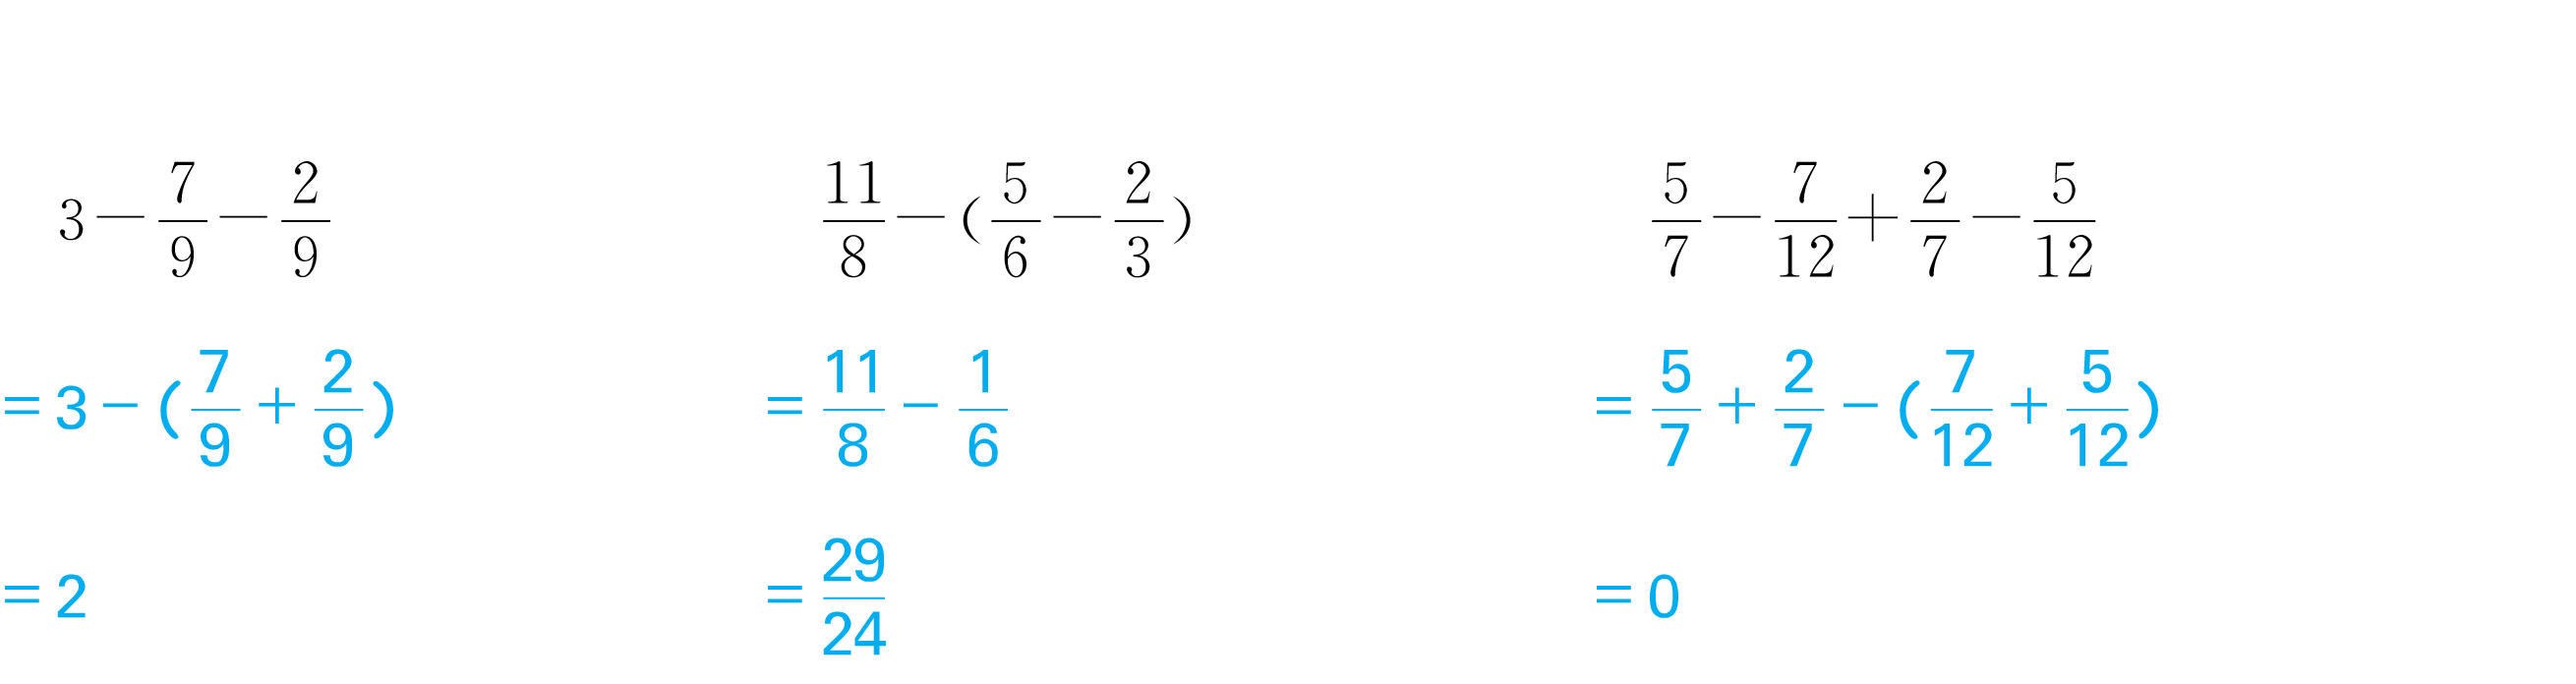 3 - 7/9 - 2/9
= 3 - (7/9 + 2/9)
= 2
11/8 - (5/6 - 2/3)
= 11/8 - 1/6
= 29/24
5/7 - 7/12 + 2/7 - 5/12
= 5/7 + 2/7 - (7/12 + 5/12)
= 0